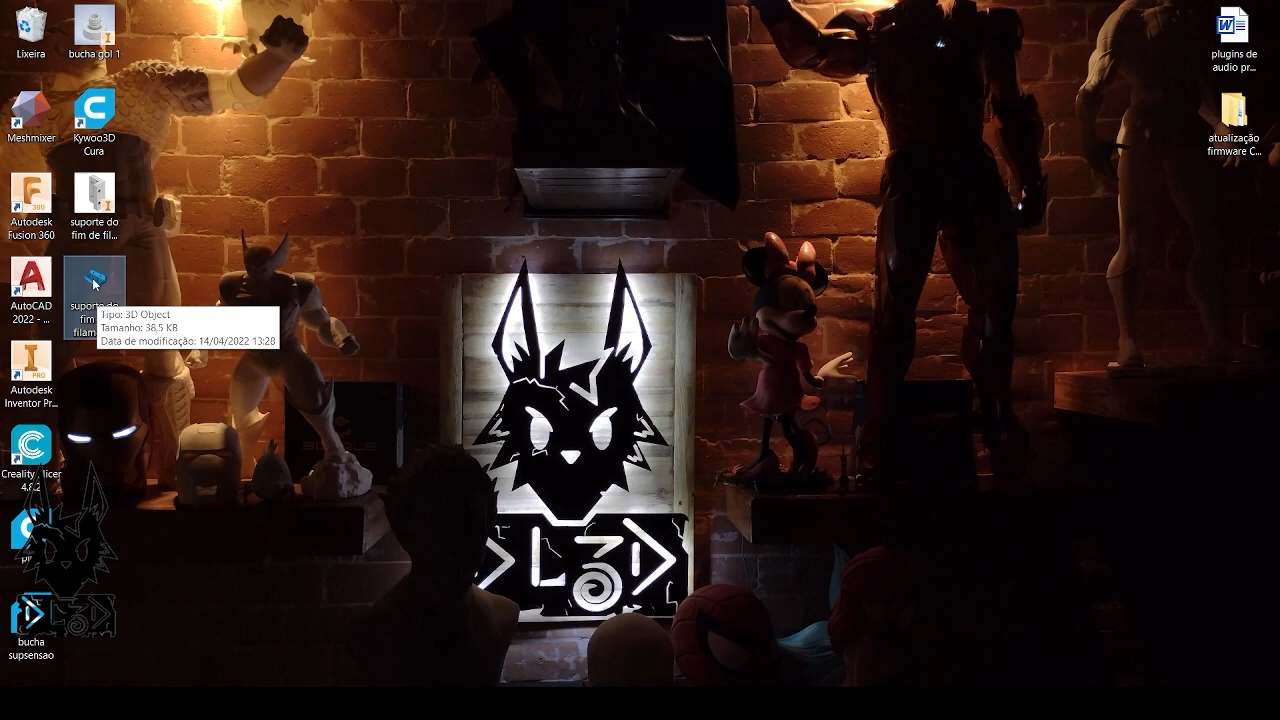 Lixeira
bucha gol 1
Meshmixer
Kywoo3D
Cura
Autodesk
Fusion 360
suporte do
fim de fil...
AutoCAD
2022 - ...
suporte do
fim
filam
Tipo: 3D Object
Tamanho: 38,5 KB
Data de modificação: 14/04/2022 13:28
Autodesk
Inventor Pr...
Creality
4.8.2
bucha
supsensao
plugins de
audio pr...
atualização
firmware C...
360
PRO
L3D